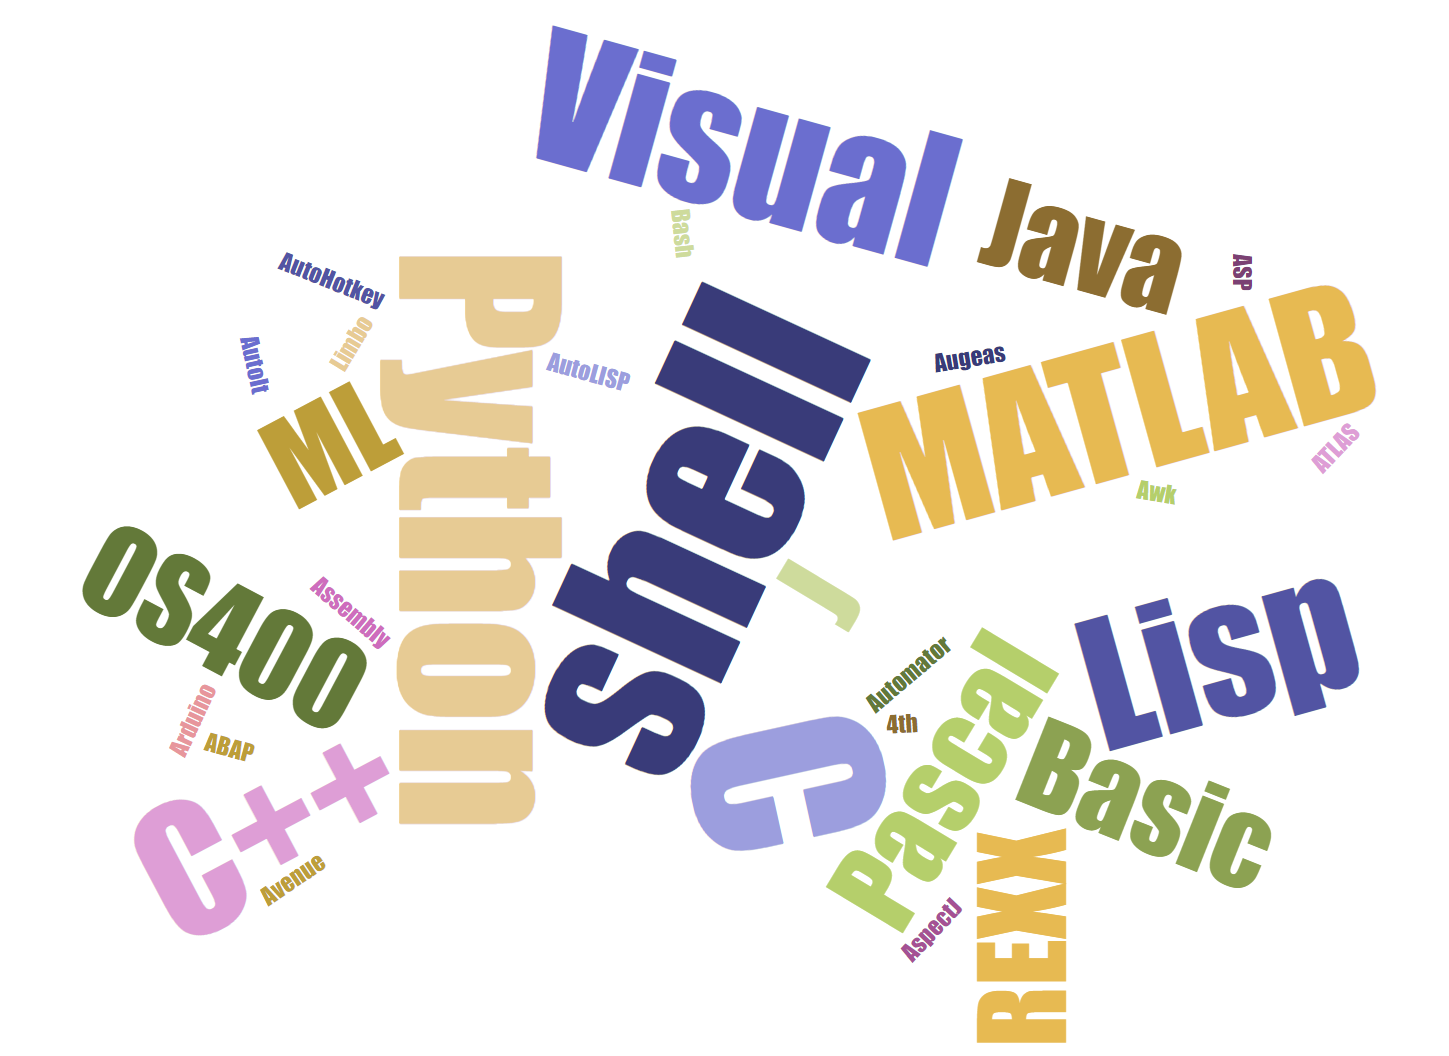 Visual
Java
Bash
ASP
AutoHotkey
Limbo
AutoIt
Python
AutoLISP
shell
Augeas
MATLAB
ATLAS
Awk
ML
OS400
Assembly
J
Lisp
Automator
4th
Pascal
C
Basic
Arduino
ABAP
C++
Avenue
AspectJ
REXX